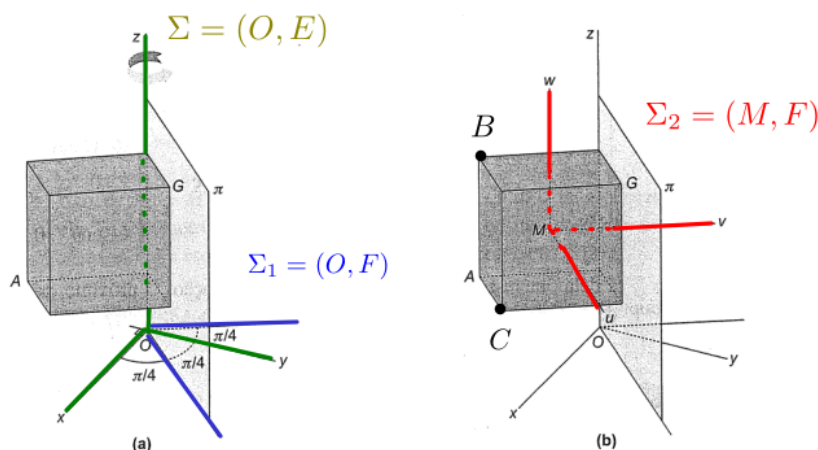 z
Σ = (O, E)
G
π
A
Σ₁ = (O, F)
π/4
O
π/4
y
π/4
x
(a)
z
w
B
Σ₂ = (M, F)
G
π
M
v
A
u
C
O
y
x
(b)